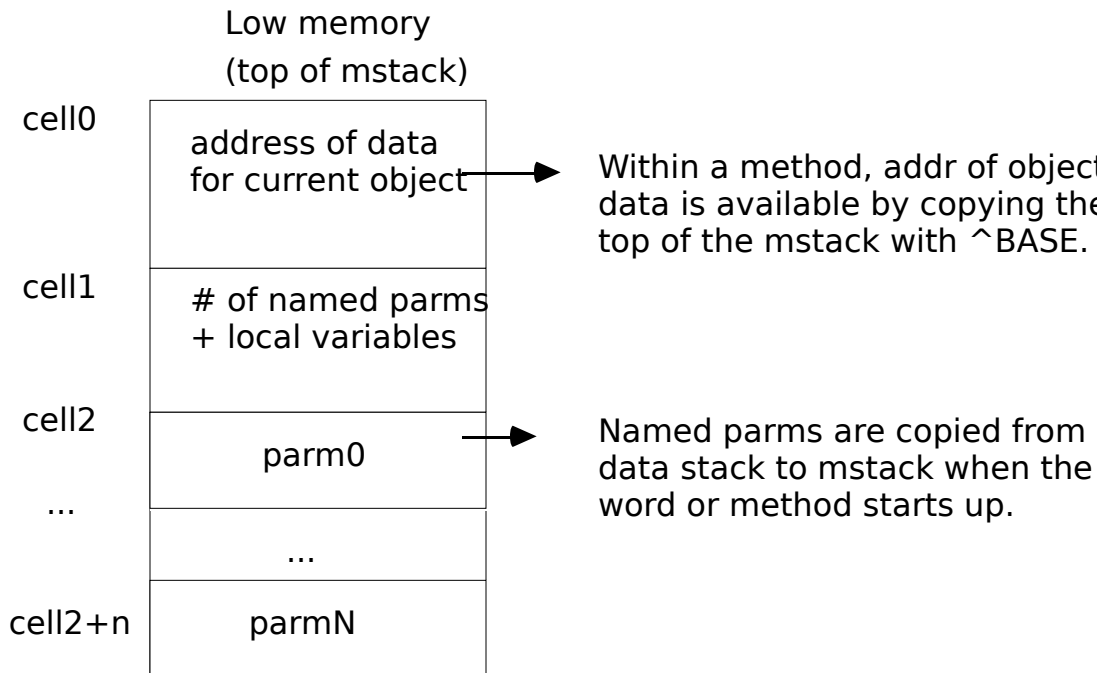 Low memory
(top of mstack)
cell0
address of data
for current object
Within a method, addr of object
data is available by copying the
top of the mstack with ^BASE.
cell1
# of named parms
+ local variables
cell2
parm0
Named parms are copied from
data stack to mstack when the
word or method starts up.
...
...
cell2+n
parmN